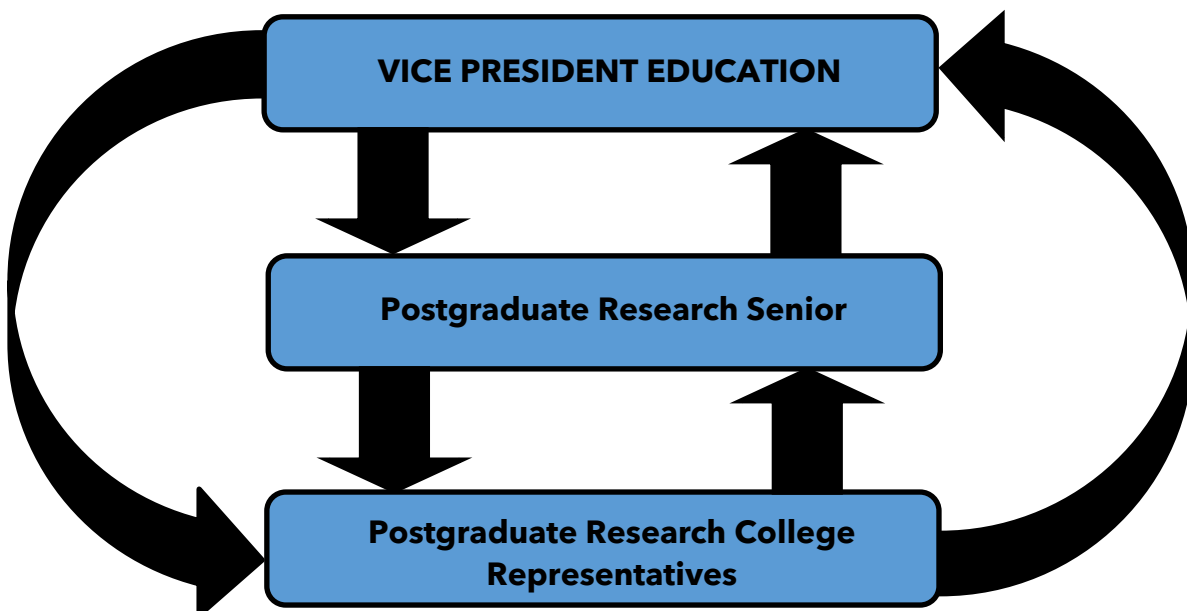 VICE PRESIDENT EDUCATION
Postgraduate Research Senior
Postgraduate Research College
Representatives